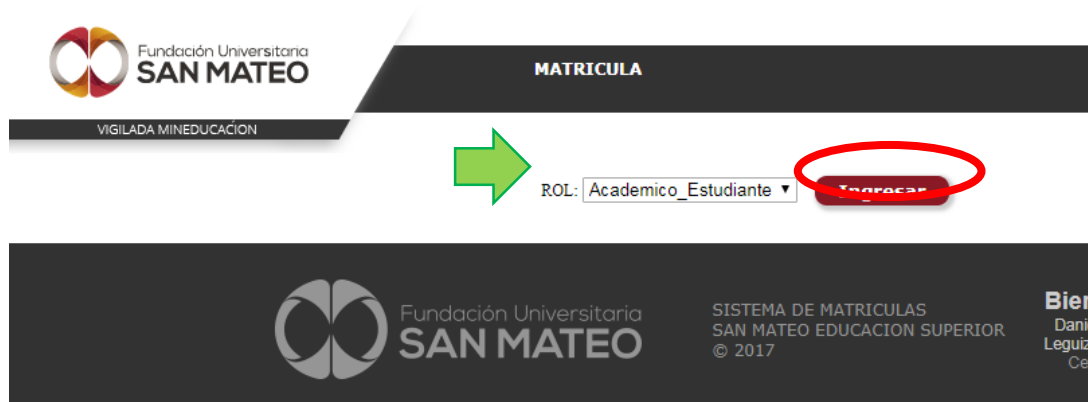 Fundación Universitaria
SAN MATEO
VIGILADA MINEDUCACIÓN
MATRICULA
ROL: Academico_Estudiante Ingresar
Fundación Universitaria
SAN MATEO
SISTEMA DE MATRICULAS
SAN MATEO EDUCACION SUPERIOR
© 2017